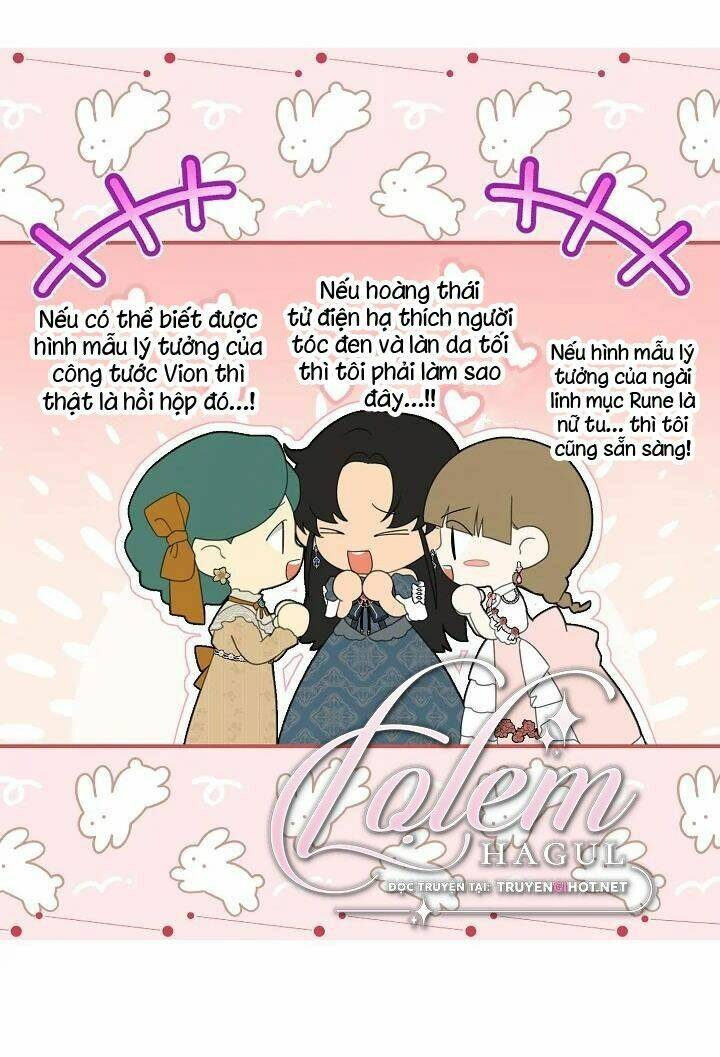 Nếu có thể biết được
hình mẫu lý tưởng của
công tước Vion thì
thật là hồi hộp đó...!
Nếu hoàng thái
tử điện hạ thích người
tóc đen và làn da tối
thì tôi phải làm sao
đây...!!
Nếu hình mẫu lý
tưởng của ngài
linh mục Rune là
nữ tu... thì tôi
cũng sẵn sàng!
Lolem
HAGUL
ĐỌC TRUYỆN TẠI: TRUYENGIHOT.NET